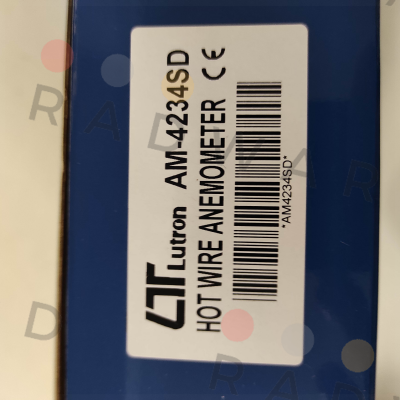 Lutron AM-4234SD
HOT WIRE ANEMOMETER CE
*AM4234SD*